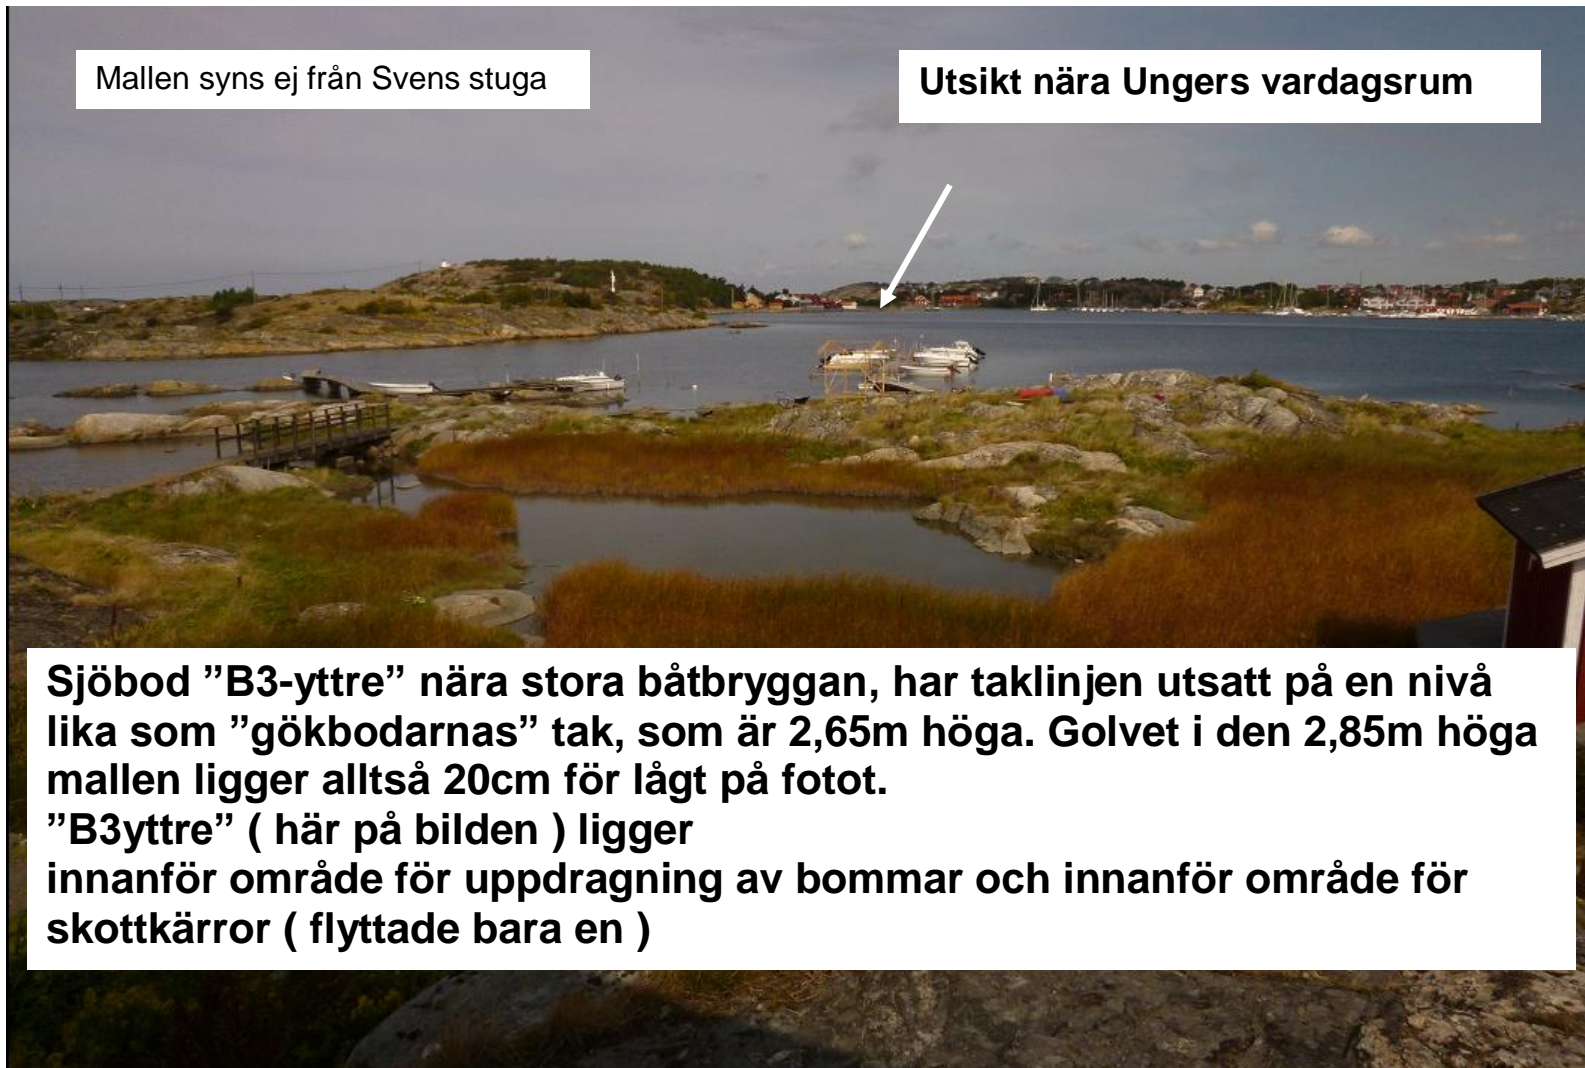 Mallen syns ej från Svens stuga
Utsikt nära Ungers vardagsrum
Sjöbod ”B3-yttre” nära stora båtbryggan, har taklinjen utsatt på en nivå
lika som ”gökbodarnas” tak, som är 2,65m höga. Golvet i den 2,85m höga
mallen ligger alltså 20cm för lågt på fotot.
”B3yttre” ( här på bilden ) ligger
innanför område för uppdragning av bommar och innanför område för
skottkärror ( flyttade bara en )